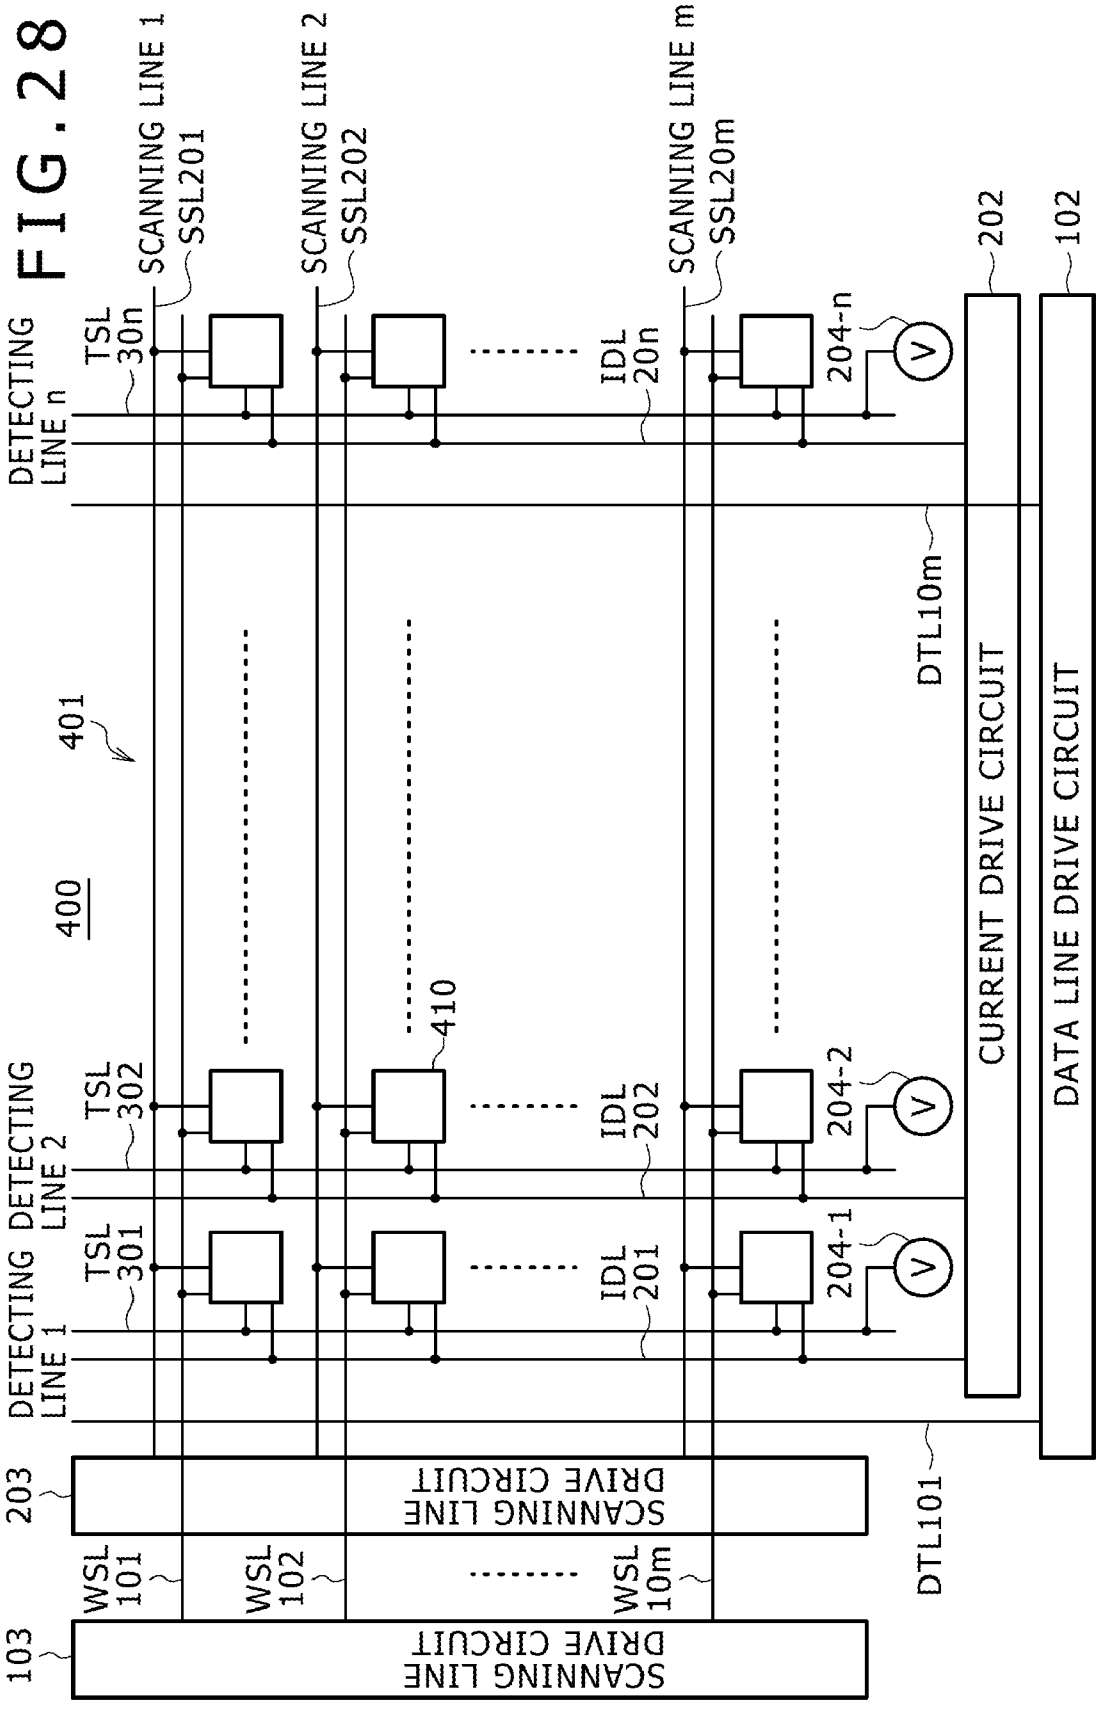 FIG.28
400
401
DETECTING
LINE 1
DETECTING
LINE 2
DETECTING
LINE n
TSL
301
TSL
302
TSL
30n
103
203
SCANNING LINE
DRIVE CIRCUIT
SCANNING LINE
DRIVE CIRCUIT
WSL
101
WSL
102
WSL
10m
SCANNING LINE 1
SSL201
SCANNING LINE 2
SSL202
SCANNING LINE m
SSL20m
410
IDL
201
IDL
202
IDL
20n
204-1
204-2
204-n
V
V
V
DTL101
DTL10m
CURRENT DRIVE CIRCUIT
202
DATA LINE DRIVE CIRCUIT
102